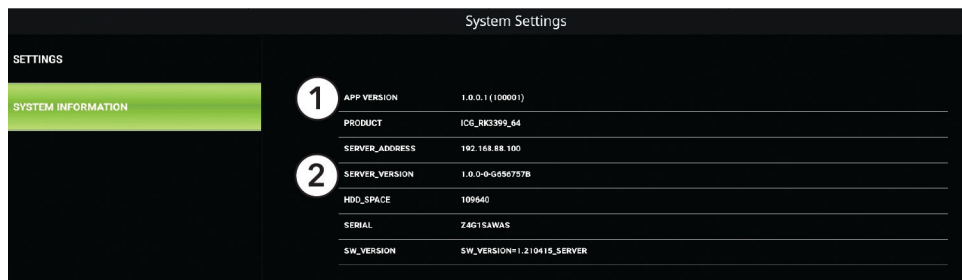 System Settings
SETTINGS
SYSTEM INFORMATION
1 APP VERSION 1.0.0.1 (100001)
PRODUCT ICG_RK3399_64
SERVER_ADDRESS 192.168.88.100
2 SERVER_VERSION 1.0.0-0-G656757B
HDD_SPACE 109640
SERIAL Z4G1SAWAS
SW_VERSION SW_VERSION=1.210415_SERVER